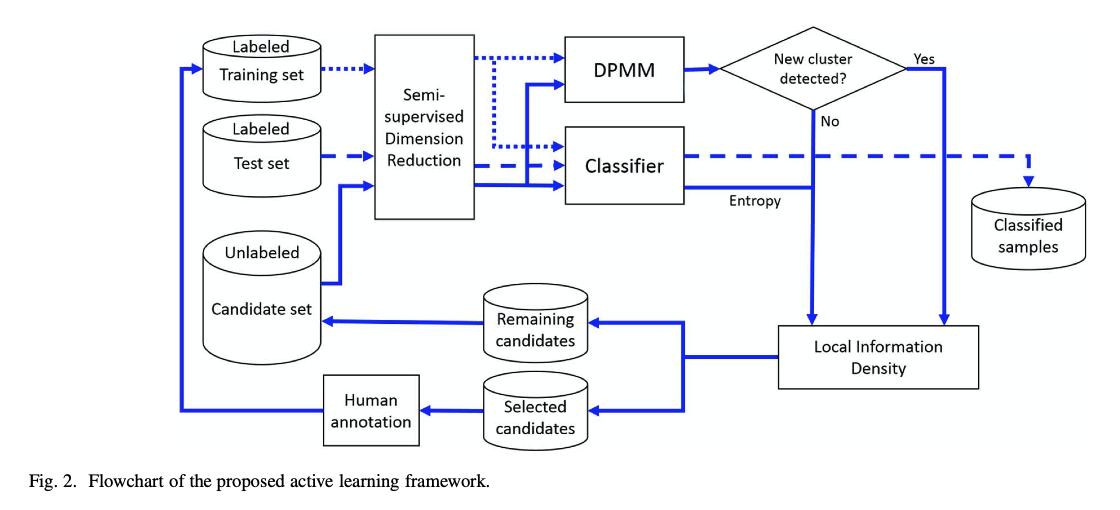 Labeled
Training set
Labeled
Test set
Unlabeled
Candidate set
Semi-
supervised
Dimension
Reduction
DPMM
Classifier
New cluster
detected?
Yes
No
Entropy
Classified
samples
Local Information
Density
Remaining
candidates
Selected
candidates
Human
annotation
Fig. 2. Flowchart of the proposed active learning framework.